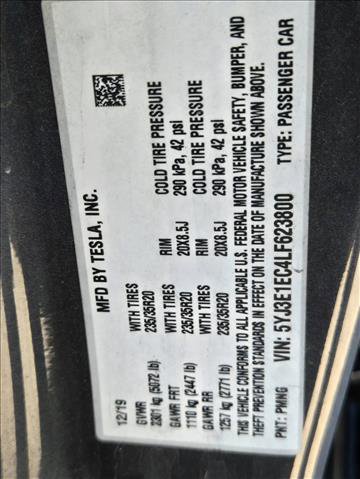 MFD BY TESLA, INC.
12/19
GVWR WITH TIRES RIM COLD TIRE PRESSURE
2301 kg (5072 lb) 235/35R20 20X8.5J 290 kPa, 42 psi
GAWR FRT WITH TIRES RIM COLD TIRE PRESSURE
1110 kg (2447 lb) 235/35R20 20X8.5J 290 kPa, 42 psi
GAWR RR
1257 kg (2771 lb) 235/35R20
THIS VEHICLE CONFORMS TO ALL APPLICABLE U.S. FEDERAL MOTOR VEHICLE SAFETY, BUMPER, AND
THEFT PREVENTION STANDARDS IN EFFECT ON THE DATE OF MANUFACTURE SHOWN ABOVE.
VIN: 5YJ3E1EC4LF623800
PNT: PMNG TYPE: PASSENGER CAR